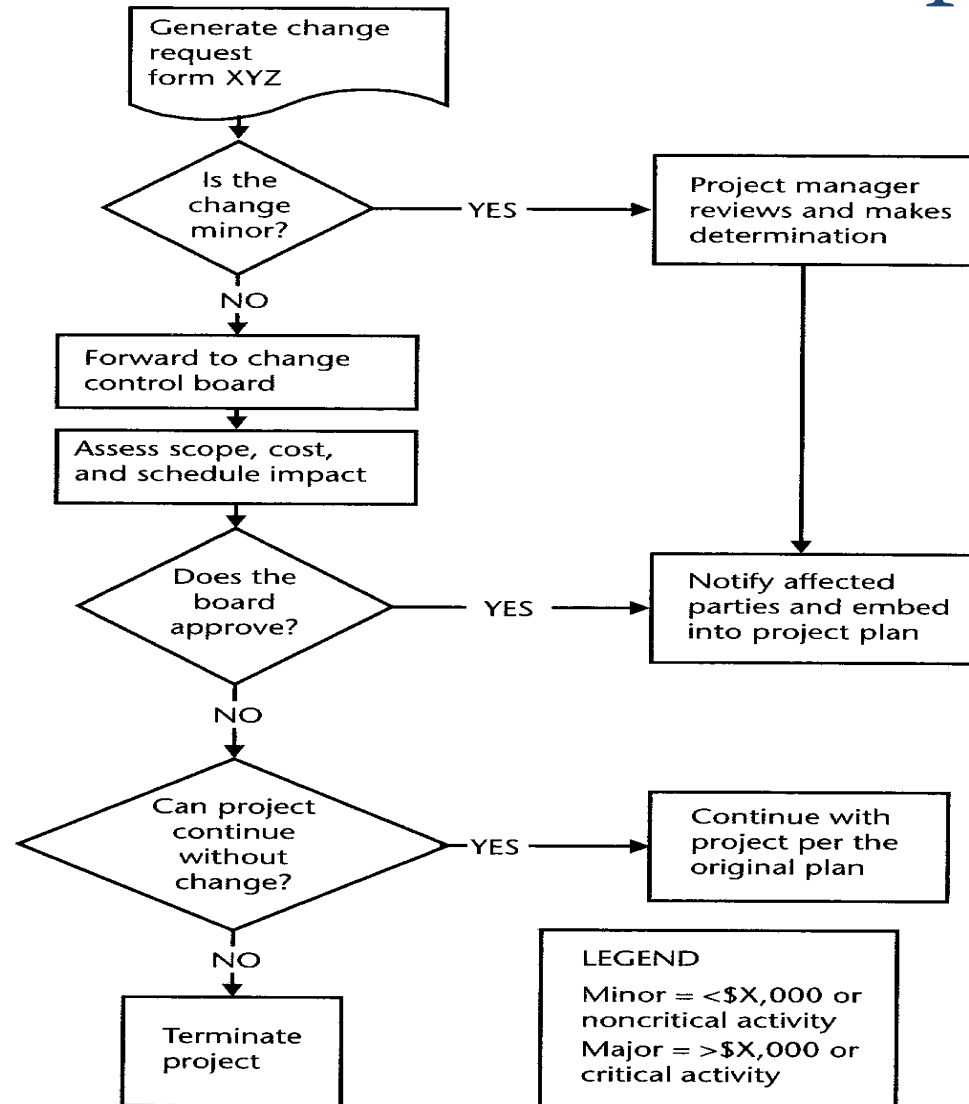 Generate change
request
form XYZ
Is the
change
minor?
YES
Project manager
reviews and makes
determination
NO
Forward to change
control board
Assess scope, cost,
and schedule impact
Does the
board
approve?
YES
Notify affected
parties and embed
into project plan
NO
Can project
continue
without
change?
YES
Continue with
project per the
original plan
NO
Terminate
project
LEGEND
Minor = <$X,000 or
noncritical activity
Major = >$X,000 or
critical activity